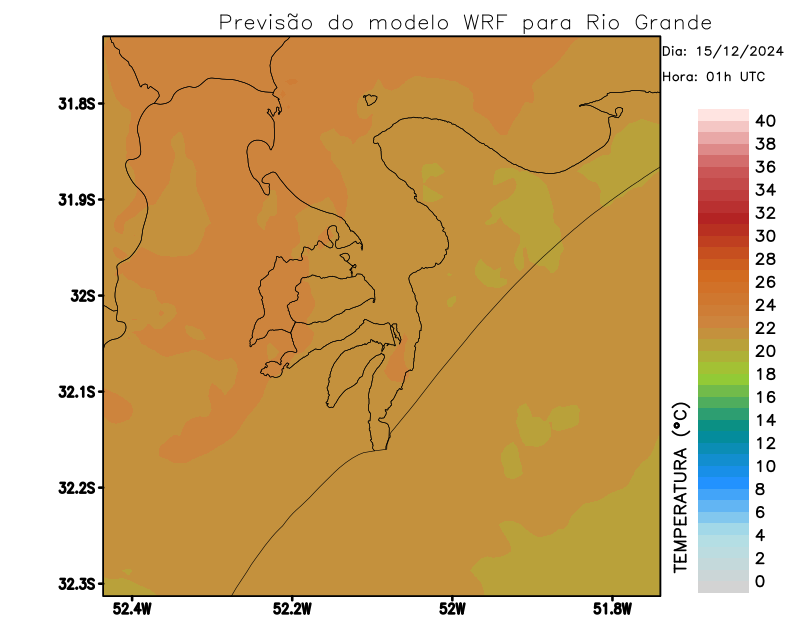 Previsão do modelo WRF para Rio Grande
Dia: 15/12/2024
Hora: 01h UTC
31.8S
31.9S
32S
32.1S
32.2S
32.3S
52.4W
52.2W
52W
51.8W
40
38
36
34
32
30
28
26
24
22
20
18
16
14
12
10
8
6
4
2
0
TEMPERATURA (°C)